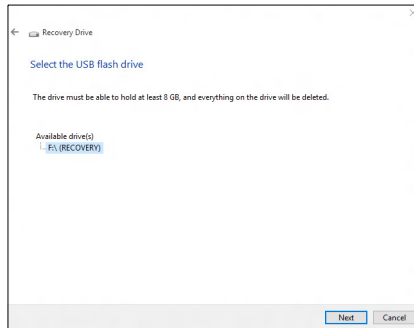 Recovery Drive
Select the USB flash drive
The drive must be able to hold at least 8 GB, and everything on the drive will be deleted.
Available drive(s)
F:\ (RECOVERY)
Next Cancel